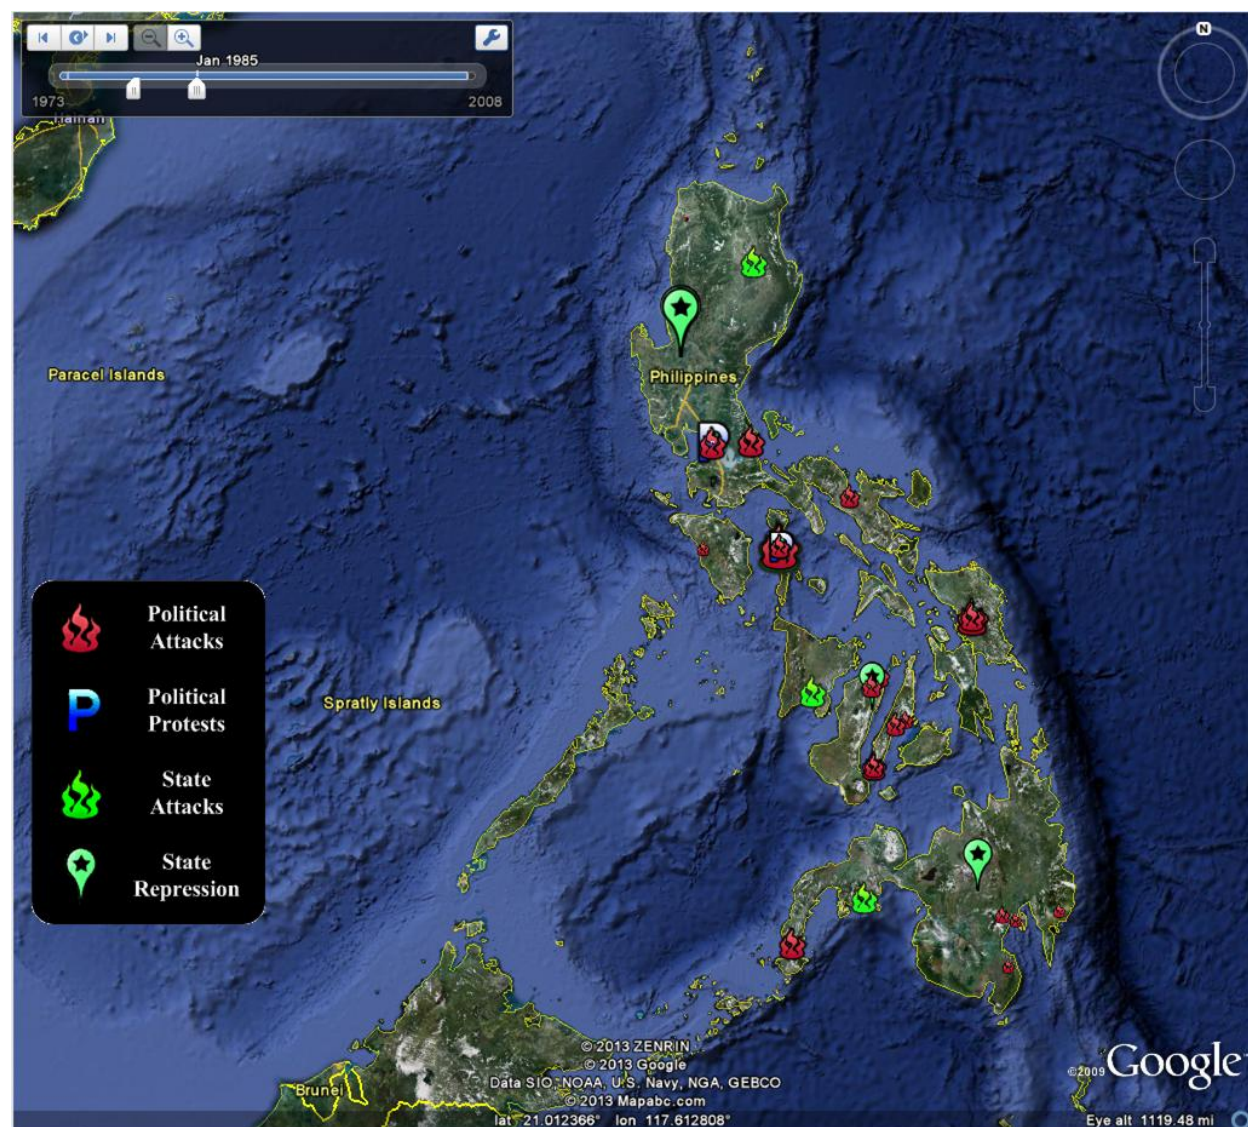 Jan 1985
1973
2008
Hainan
N
Paracel Islands
Philippines
P
P
Political
Attacks
P
Political
Protests
State
Attacks
State
Repression
Spratly Islands
Brunei
© 2013 ZENRIN
© 2013 Google
Data SIO, NOAA, U.S. Navy, NGA, GEBCO
© 2013 Mapabc.com
©2009 Google
lat 21.012366° lon 117.612808°
Eye alt 1119.48 mi